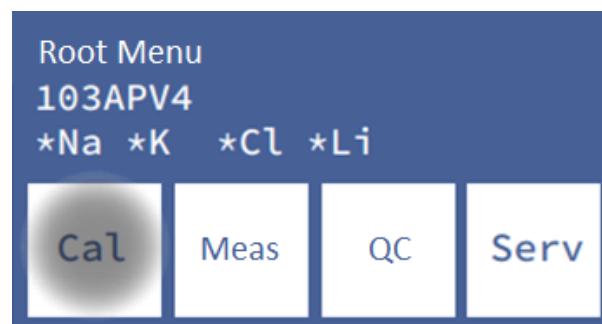 Root Menu
103APV4
*Na *K *Cl *Li
Cal Meas QC Serv